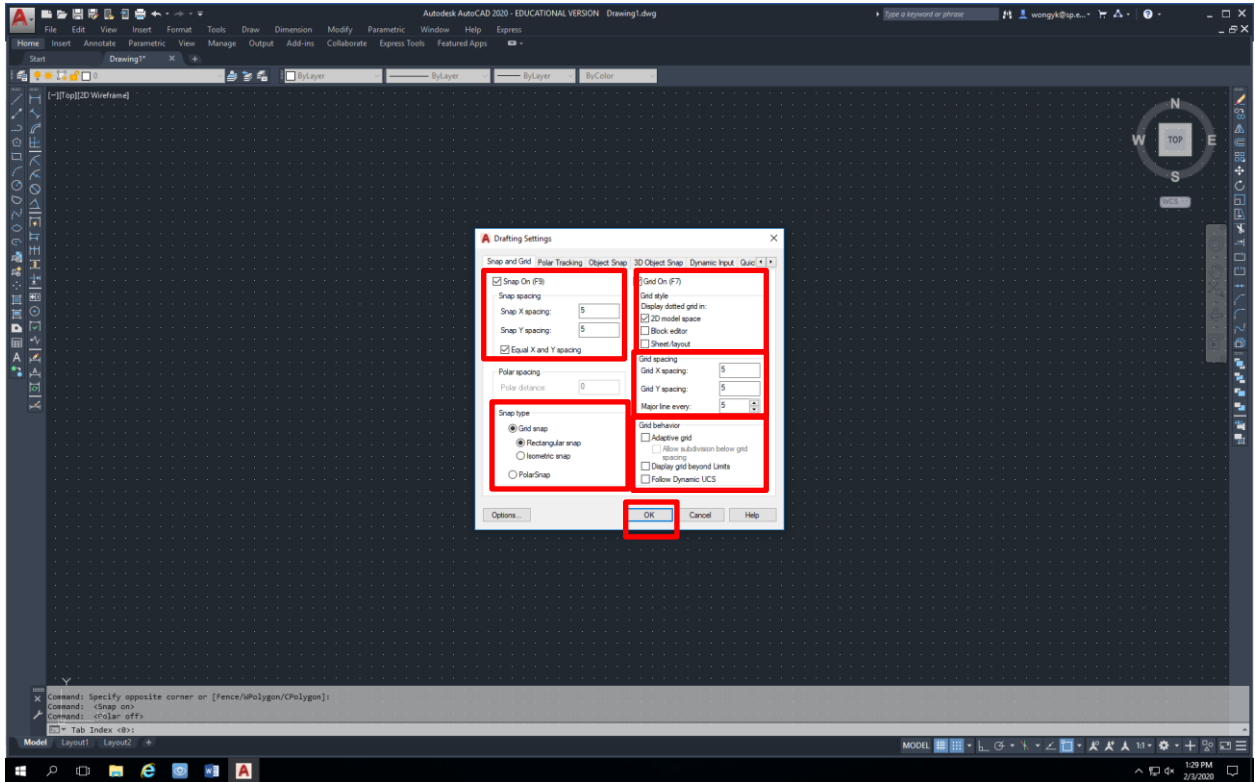 Autodesk AutoCAD 2020 - EDUCATIONAL VERSION Drawing1.dwg
Type a keyword or phrase
wongyk@sp.e...
File Edit View Insert Format Tools Draw Dimension Modify Parametric Window Help Express
Home Insert Annotate Parametric View Manage Output Add-ins Collaborate Express Tools Featured Apps
Start Drawing1*
0 ByLayer ByLayer ByLayer ByColor
[−][Top][2D Wireframe]
N
W TOP E
S
WCS
Drafting Settings
Snap and Grid Polar Tracking Object Snap 3D Object Snap Dynamic Input Quic
Snap On (F9)
Snap spacing
Snap X spacing: 5
Snap Y spacing: 5
Equal X and Y spacing
Polar spacing
Polar distance: 0
Snap type
Grid snap
Rectangular snap
Isometric snap
PolarSnap
Grid On (F7)
Grid style
Display dotted grid in:
2D model space
Block editor
Sheet/layout
Grid spacing
Grid X spacing: 5
Grid Y spacing: 5
Major line every: 5
Grid behavior
Adaptive grid
Allow subdivision below grid
spacing
Display grid beyond Limits
Follow Dynamic UCS
Options... OK Cancel Help
Y
Command: Specify opposite corner or [Fence/WPolygon/CPolygon]:
Command: <Snap on>
Command: <Polar off>
Tab Index <0>:
Model Layout1 Layout2 +
MODEL 1:1
1:29 PM
2/3/2020